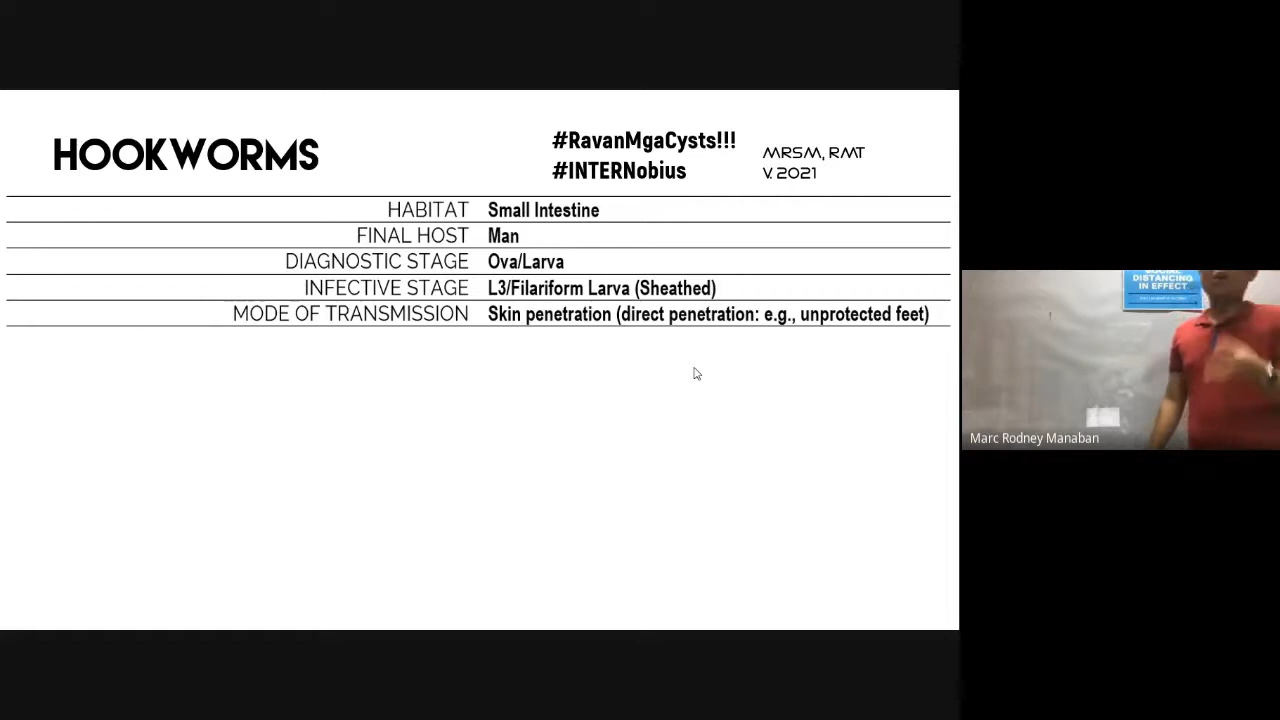 HOOKWORMS
#RavanMgaCysts!!!
#INTERNobius
MRSM, RMT
V. 2021
HABITAT Small Intestine
FINAL HOST Man
DIAGNOSTIC STAGE Ova/Larva
INFECTIVE STAGE L3/Filariform Larva (Sheathed)
MODE OF TRANSMISSION Skin penetration (direct penetration: e.g., unprotected feet)
SOCIAL
DISTANCING
IN EFFECT
Marc Rodney Manaban